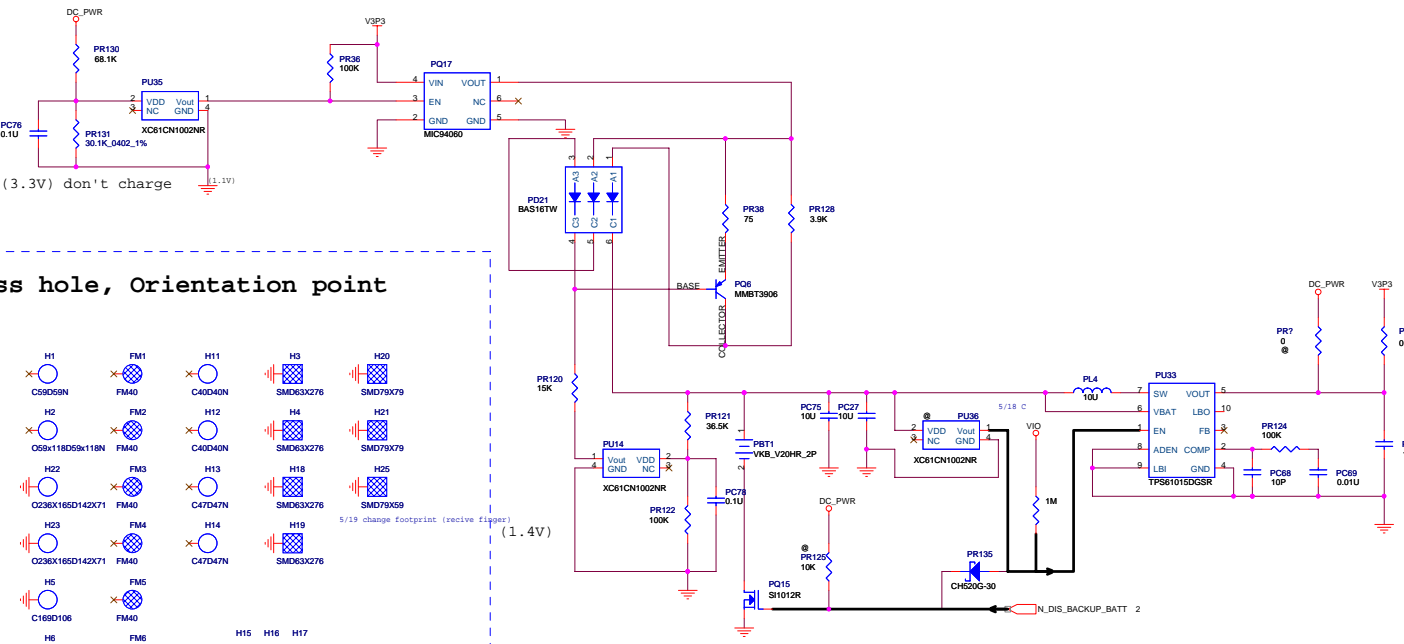 DC_PWR
PR130
68.1K
PU35
2 VDD Vout 1
3 NC GND 4
XC61CN1002NR
PC76
0.1U
PR131
30.1K_0402_1%
(3.3V) don't charge
(1.1V)
V3P3
PR36
100K
PQ17
4 VIN VOUT 1
3 EN NC 6
2 GND GND 5
MIC94060
3 2 1
A3 A2 A1
PD21
BAS16TW
C3 C2 C1
4 5 6
PR38
75
PR128
3.9K
EMITTER
BASE
PQ6
MMBT3906
COLLECTOR
ss hole, Orientation point
H1
C59D59N
FM1
FM40
H11
C40D40N
H3
SMD63X276
H20
SMD79X79
H2
O59x118D59x118N
FM2
FM40
H12
C40D40N
H4
SMD63X276
H21
SMD79X79
H22
O236X165D142X71
FM3
FM40
H13
C47D47N
H18
SMD63X276
H25
SMD79X59
5/19 change footprint (recive finger)
H23
O236X165D142X71
FM4
FM40
H14
C47D47N
H19
SMD63X276
H5
C169D106
FM5
FM40
H6
FM6
H15 H16 H17
(1.4V)
PR120
15K
PU14
1 Vout VDD 2
4 GND NC 3
XC61CN1002NR
PR121
36.5K
PR122
100K
PC78
0.1U
1
PBT1
VKB_V20HR_2P
2
PC75
10U
PC27
10U
@
PU36
2 VDD Vout 1
3 NC GND 4
XC61CN1002NR
5/18 C
VIO
1M
DC_PWR
@
PR125
10K
PQ15
SI1012R
PR135
CH520G-30
N_DIS_BACKUP_BATT 2
PL4
10U
PU33
7 SW VOUT 5
6 VBAT LBO 10
1 EN FB 3
8 ADEN COMP 2
9 LBI GND 4
TPS61015DGSR
DC_PWR
PR?
0
@
V3P3
P
0
PR124
100K
PC68
10P
PC69
0.01U